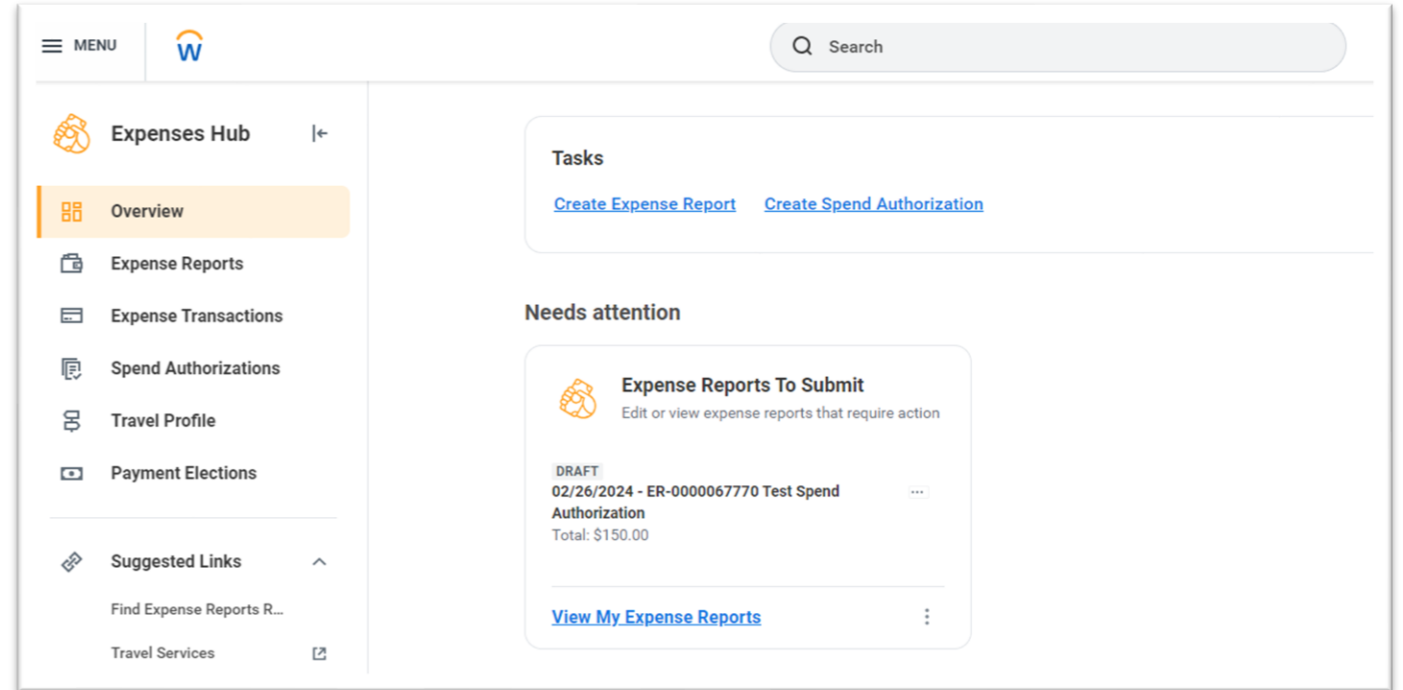 MENU
W
Search
Expenses Hub
Overview
Expense Reports
Expense Transactions
Spend Authorizations
Travel Profile
Payment Elections
Suggested Links
Find Expense Reports R...
Travel Services
Tasks
Create Expense Report Create Spend Authorization
Needs attention
Expense Reports To Submit
Edit or view expense reports that require action
DRAFT
02/26/2024 - ER-0000067770 Test Spend
Authorization
Total: $150.00
View My Expense Reports